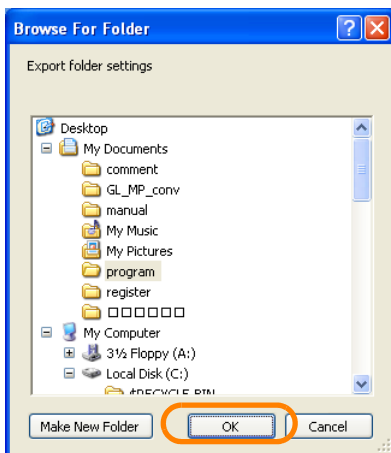 Browse For Folder
Export folder settings
Desktop
My Documents
comment
GL_MP_conv
manual
My Music
My Pictures
program
register
□□□□□□
My Computer
3½ Floppy (A:)
Local Disk (C:)
Make New Folder
OK
Cancel